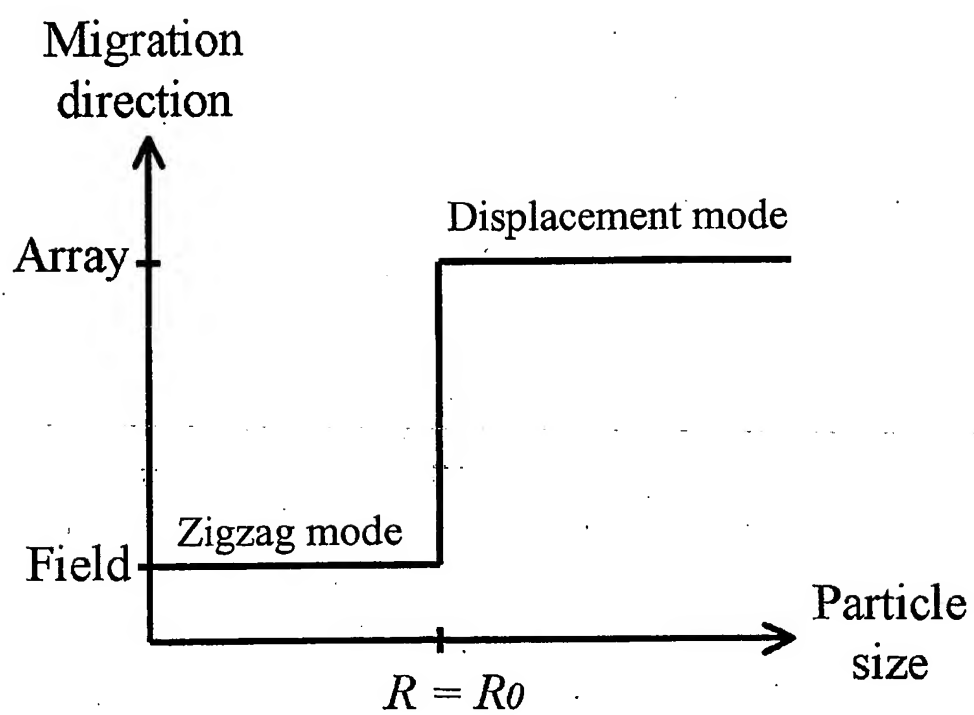 Migration
direction
Displacement mode
Array
Zigzag mode
Field
Particle
size
R = R0